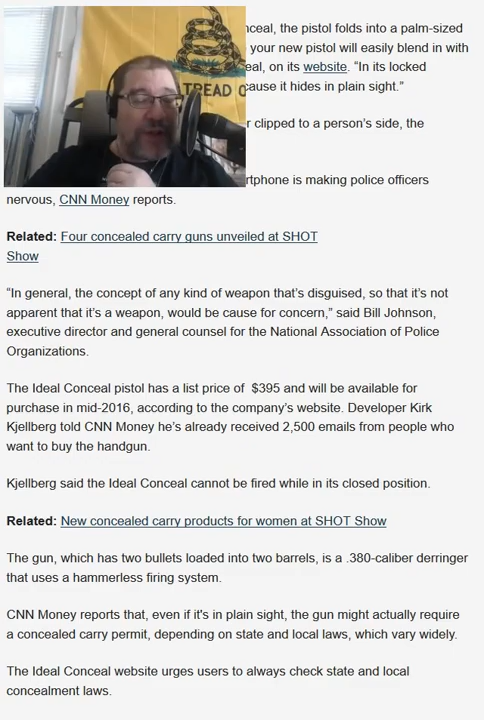 nceal, the pistol folds into a palm-sized
your new pistol will easily blend in with
eal, on its website. “In its locked
ause it hides in plain sight.”
TREAD
r clipped to a person’s side, the
rtphone is making police officers
nervous, CNN Money reports.
Related: Four concealed carry guns unveiled at SHOT
Show
“In general, the concept of any kind of weapon that’s disguised, so that it’s not
apparent that it’s a weapon, would be cause for concern,” said Bill Johnson,
executive director and general counsel for the National Association of Police
Organizations.
The Ideal Conceal pistol has a list price of  $395 and will be available for
purchase in mid-2016, according to the company’s website. Developer Kirk
Kjellberg told CNN Money he’s already received 2,500 emails from people who
want to buy the handgun.
Kjellberg said the Ideal Conceal cannot be fired while in its closed position.
Related: New concealed carry products for women at SHOT Show
The gun, which has two bullets loaded into two barrels, is a .380-caliber derringer
that uses a hammerless firing system.
CNN Money reports that, even if it's in plain sight, the gun might actually require
a concealed carry permit, depending on state and local laws, which vary widely.
The Ideal Conceal website urges users to always check state and local
concealment laws.